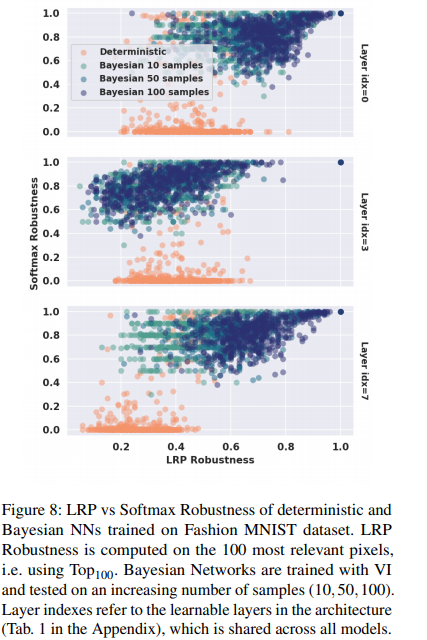 1.0
0.8
0.6
0.4
0.2
0.0
Deterministic
Bayesian 10 samples
Bayesian 50 samples
Bayesian 100 samples
Layer idx=0
1.0
0.8
0.6
0.4
0.2
0.0
Softmax Robustness
Layer idx=3
1.0
0.8
0.6
0.4
0.2
0.0
Layer idx=7
0.2 0.4 0.6 0.8 1.0
LRP Robustness
Figure 8: LRP vs Softmax Robustness of deterministic and
Bayesian NNs trained on Fashion MNIST dataset. LRP
Robustness is computed on the 100 most relevant pixels,
i.e. using Top100. Bayesian Networks are trained with VI
and tested on an increasing number of samples (10, 50, 100).
Layer indexes refer to the learnable layers in the architecture
(Tab. 1 in the Appendix), which is shared across all models.